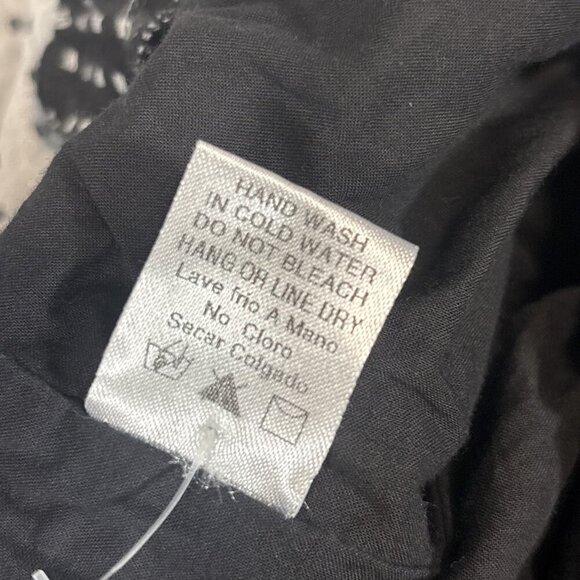 HAND WASH
IN COLD WATER
DO NOT BLEACH
HANG OR LINE DRY
Lave frio A Mano
No Cloro
Secar Colgado